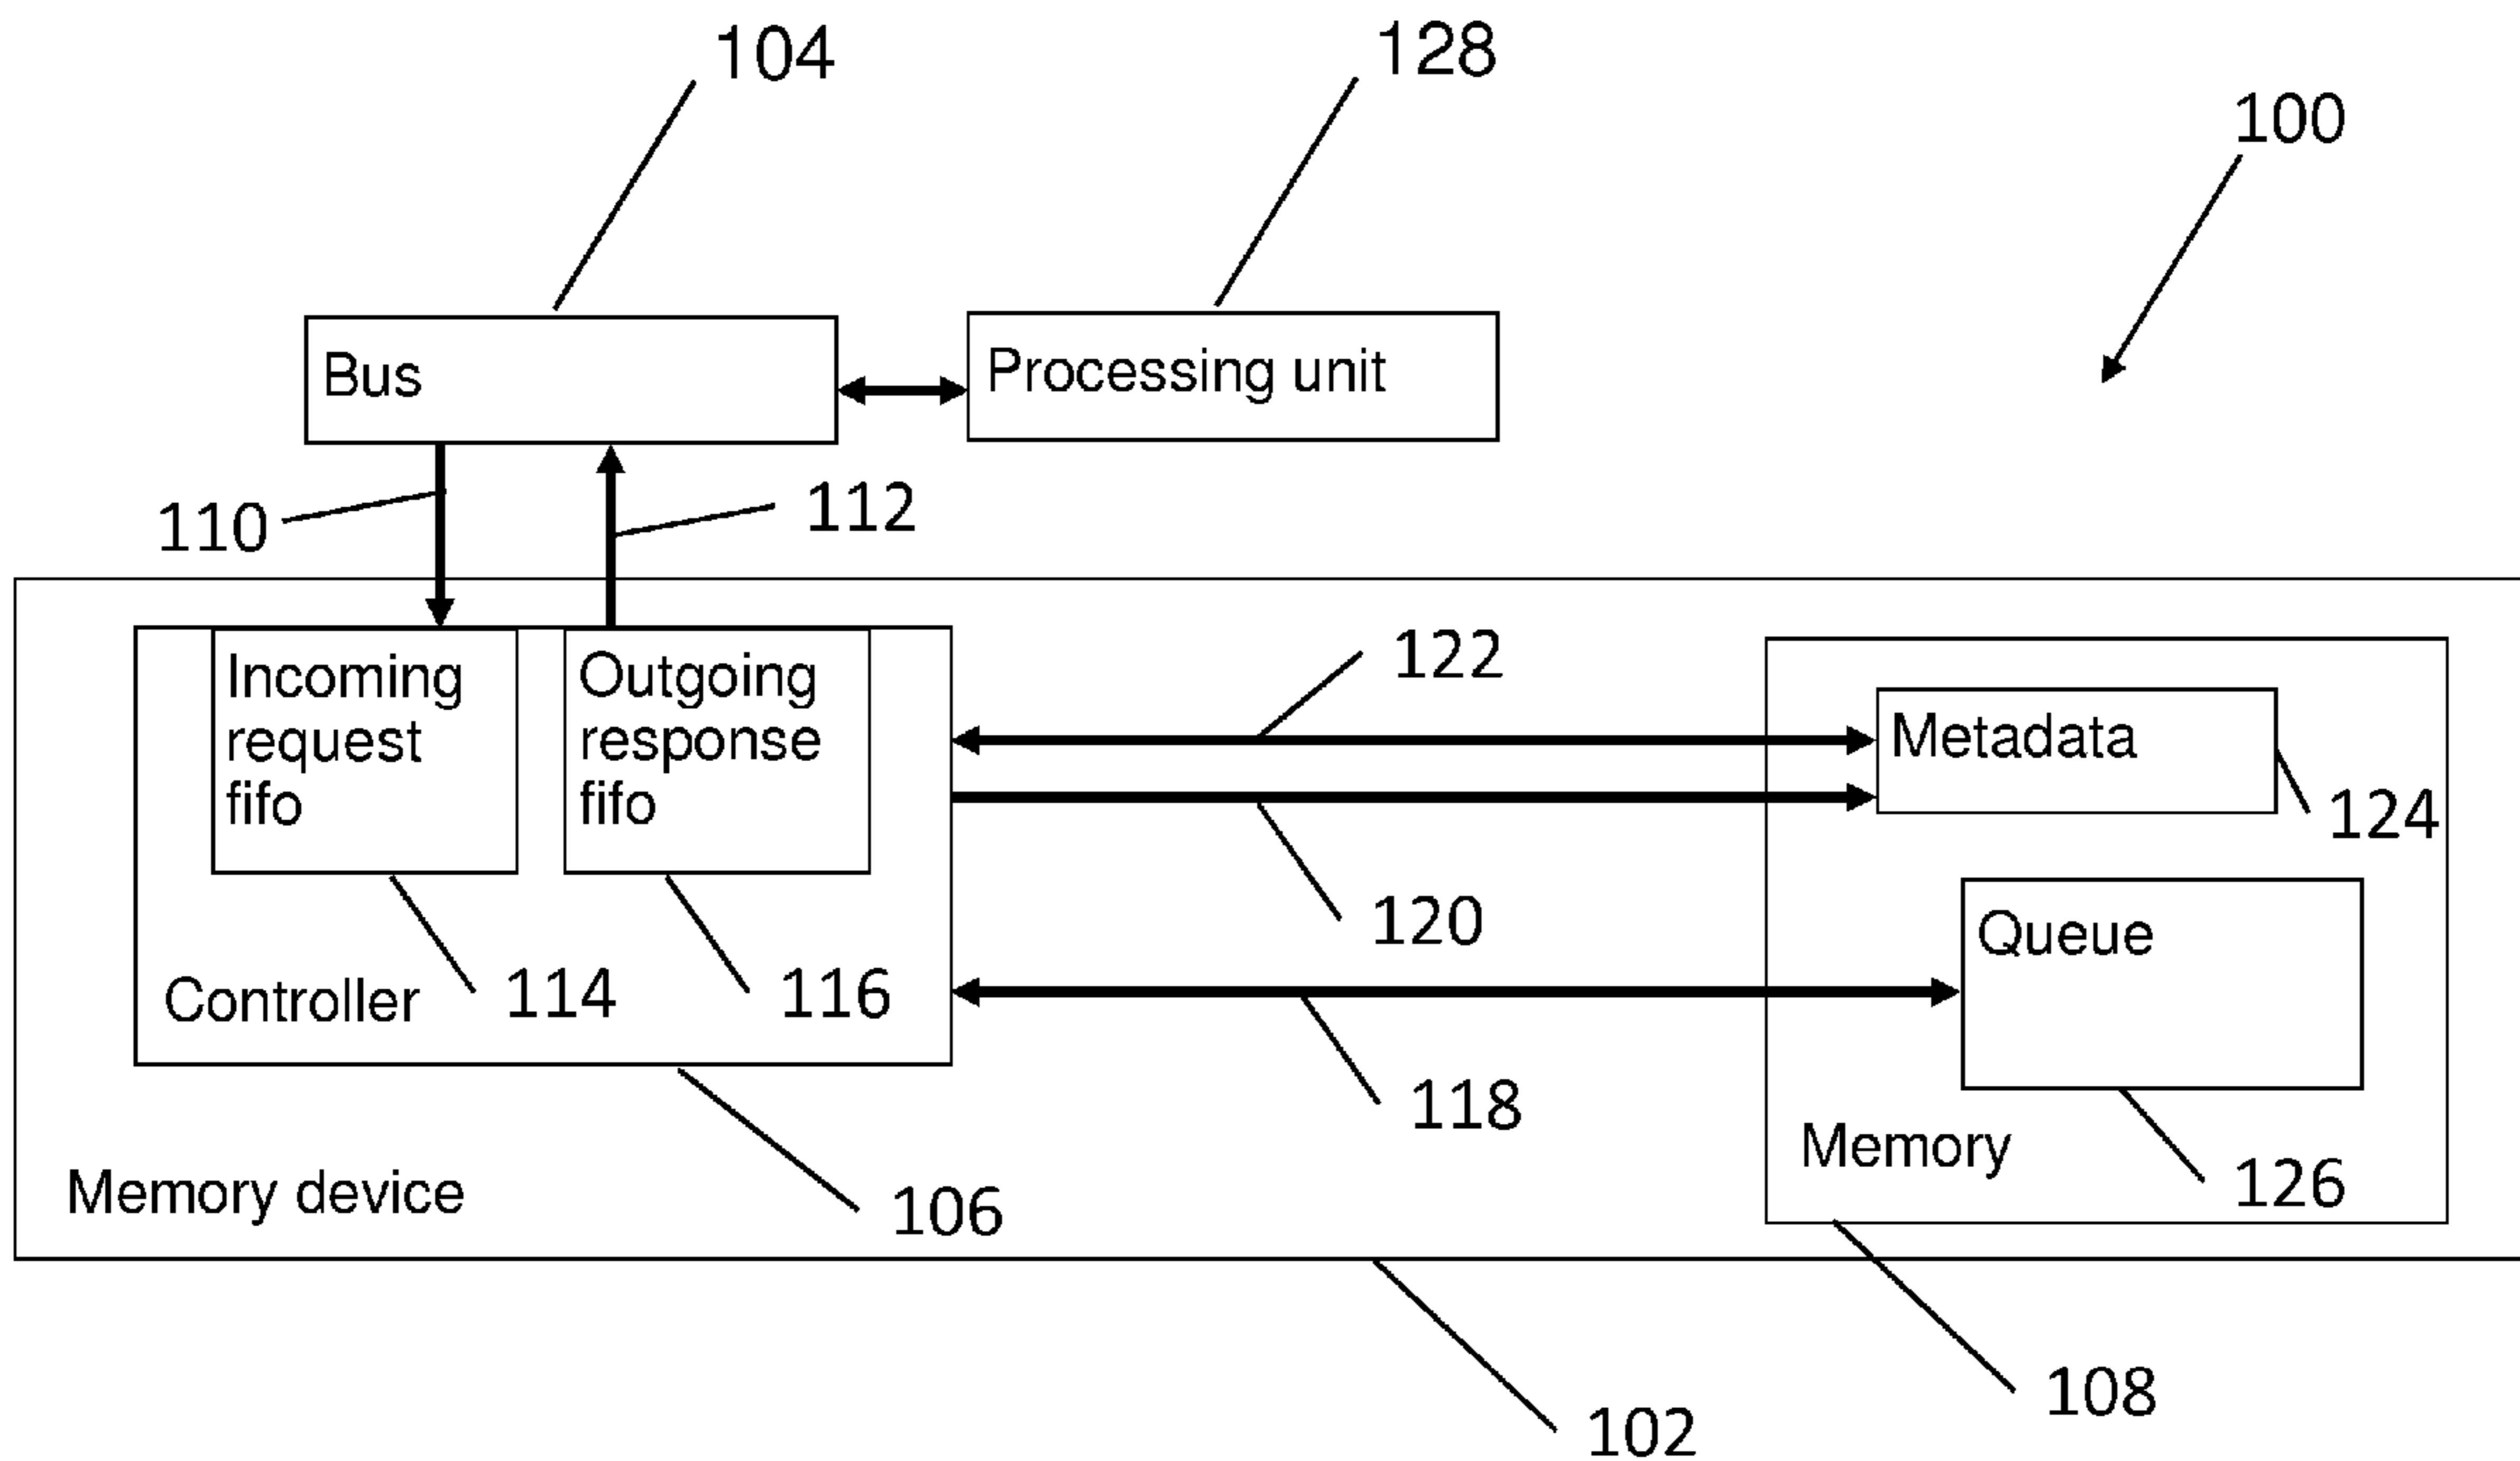 104
128
100
Bus
Processing unit
110
112
Incoming
request
fifo
Outgoing
response
fifo
122
Metadata
124
120
Queue
Controller
114
116
118
Memory
126
Memory device
106
108
102